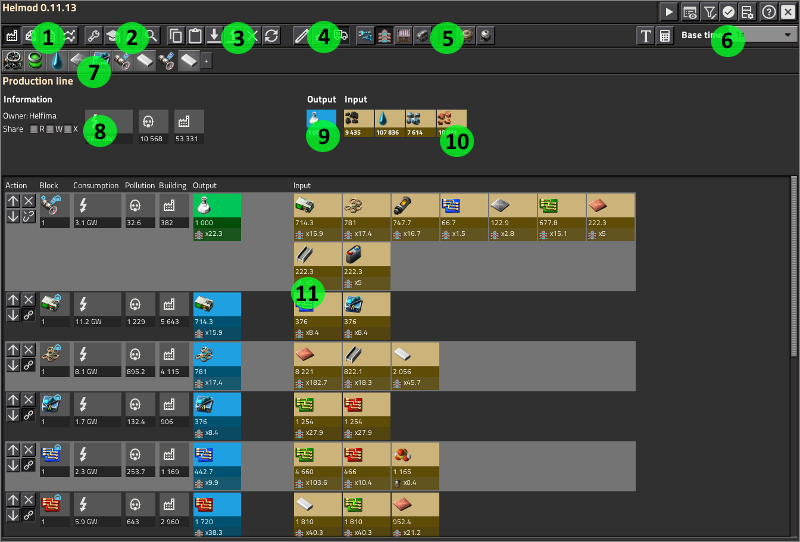 Helmod 0.11.13
1
2
3
4
5
T
Base time
6
7
Production line
Information
Output
Input
Owner: Helfima
Share
R
W
X
8
10 568
53 331
9
9 435
107 836
7 614
10
Action
Block
Consumption
Pollution
Building
Output
Input
1
3.1 GW
32.6
382
1 000
x22.3
714.3
x15.9
781
x17.4
747.7
x16.7
66.7
x1.5
122.9
x2.8
677.8
x15.1
222.3
x5
222.3
222.3
x5
11
1
11.2 GW
1 229
5 643
714.3
x15.9
376
x8.4
376
x8.4
1
8.1 GW
895.2
4 115
781
x17.4
8 221
x182.7
822.1
x18.3
2 056
x45.7
1
1.7 GW
132.4
906
376
x8.4
1 254
x27.9
1 254
x27.9
1
2.3 GW
253.7
1 169
442.7
x9.9
4 660
x103.6
466
x10.4
1 165
x0.4
1
5.9 GW
643
2 960
1 720
x38.3
1 810
x40.3
1 810
x40.3
952.4
x21.2